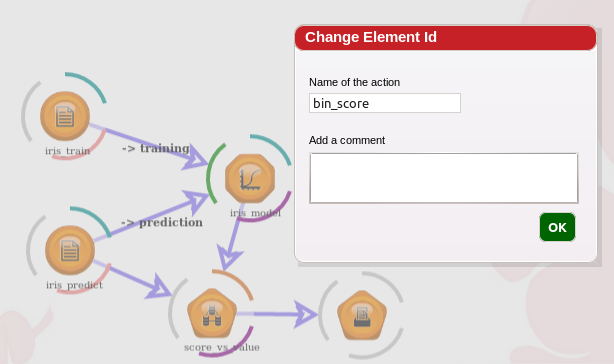 Change Element Id
Name of the action
bin_score
Add a comment
OK
iris_train
-> training
iris_model
-> prediction
iris_predict
score_vs_value